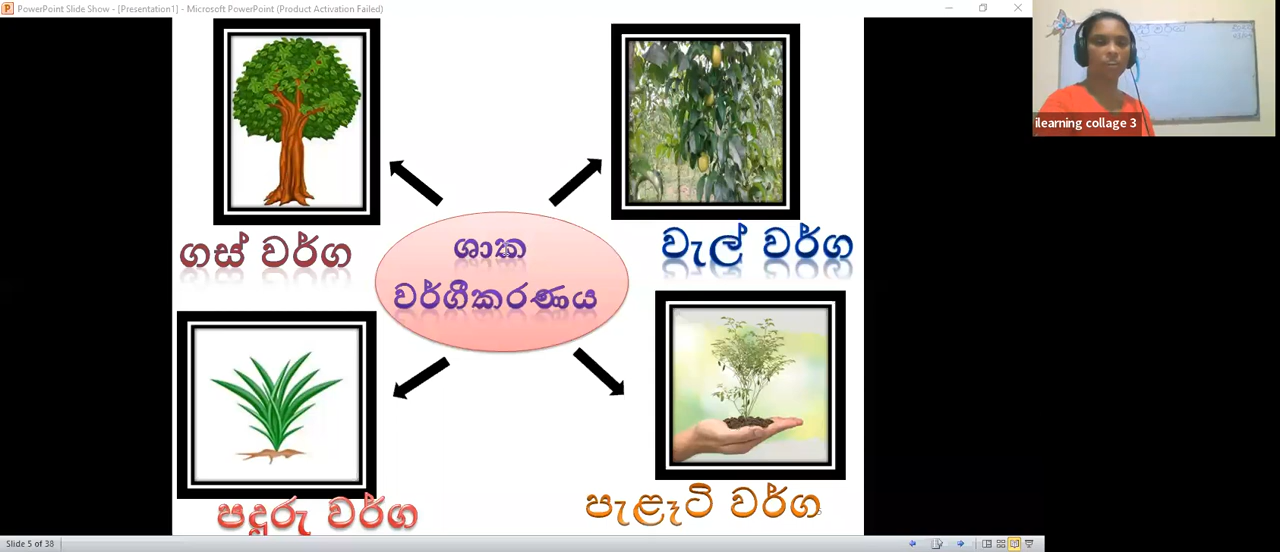 PowerPoint Slide Show - [Presentation1] - Microsoft PowerPoint (Product Activation Failed)
ilearning collage 3
ගස් වර්ග
වැල් වර්ග
ශාක
වර්ගීකරණය
පඳුරු වර්ග
පැළෑටි වර්ග
Slide 5 of 38